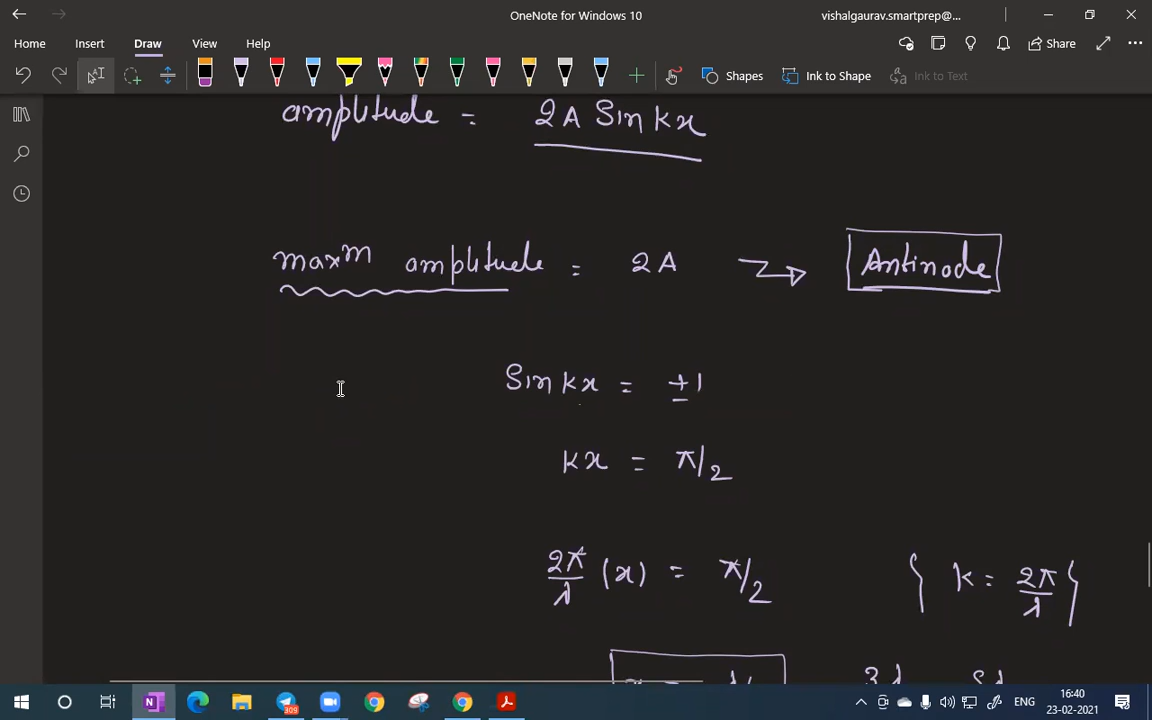 OneNote for Windows 10
vishalgaurav.smartprep@...
Home Insert Draw View Help Share
Shapes Ink to Shape Ink to Text
amplitude = 2A Sin kx
maxm amplitude = 2A Antinode
Sin kx = ±1
kx = π/2
2π/λ (x) = π/2 { k = 2π/λ }
309
ENG
16:40
23-02-2021